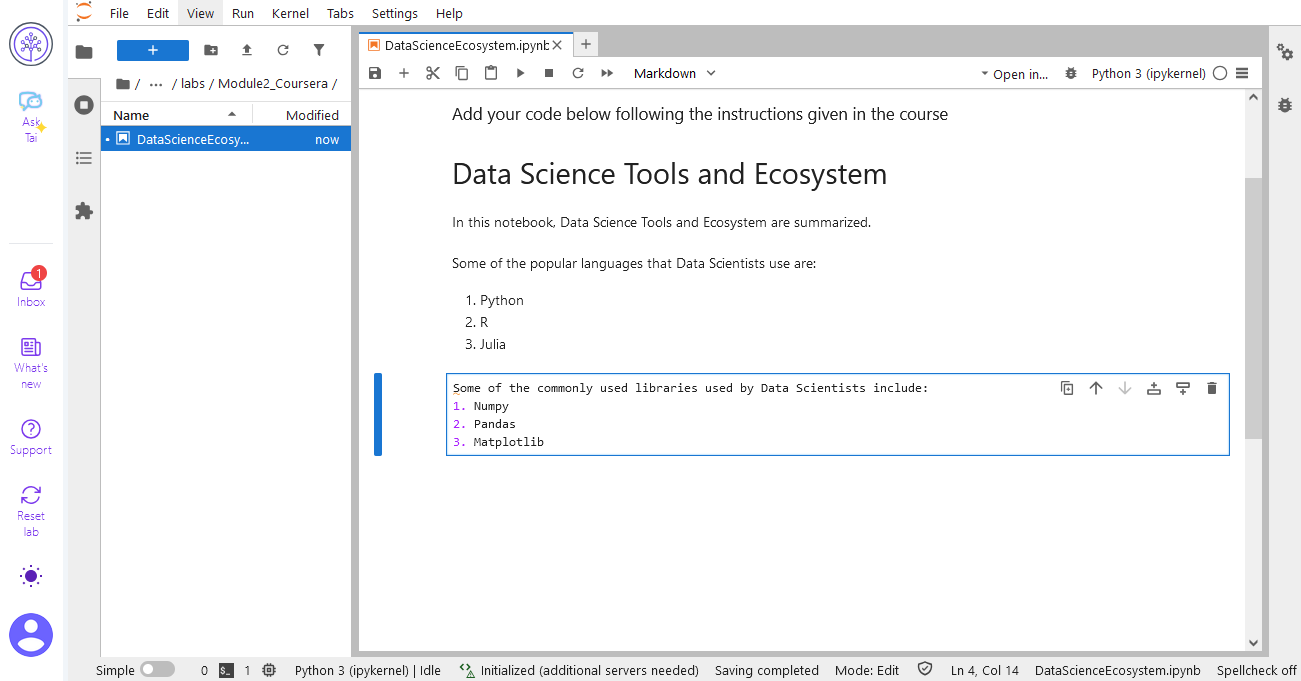 File Edit View Run Kernel Tabs Settings Help
Ask
Tai
Inbox
1
What's
new
Support
Reset
lab
+
/ ... / labs / Module2_Coursera /
Name Modified
DataScienceEcosy... now
DataScienceEcosystem.ipynb
Markdown
Open in...
Python 3 (ipykernel)
Add your code below following the instructions given in the course
Data Science Tools and Ecosystem
In this notebook, Data Science Tools and Ecosystem are summarized.
Some of the popular languages that Data Scientists use are:
1. Python
2. R
3. Julia
Some of the commonly used libraries used by Data Scientists include:
1. Numpy
2. Pandas
3. Matplotlib
Simple 0 $_ 1 Python 3 (ipykernel) | Idle Initialized (additional servers needed) Saving completed Mode: Edit Ln 4, Col 14 DataScienceEcosystem.ipynb Spellcheck off